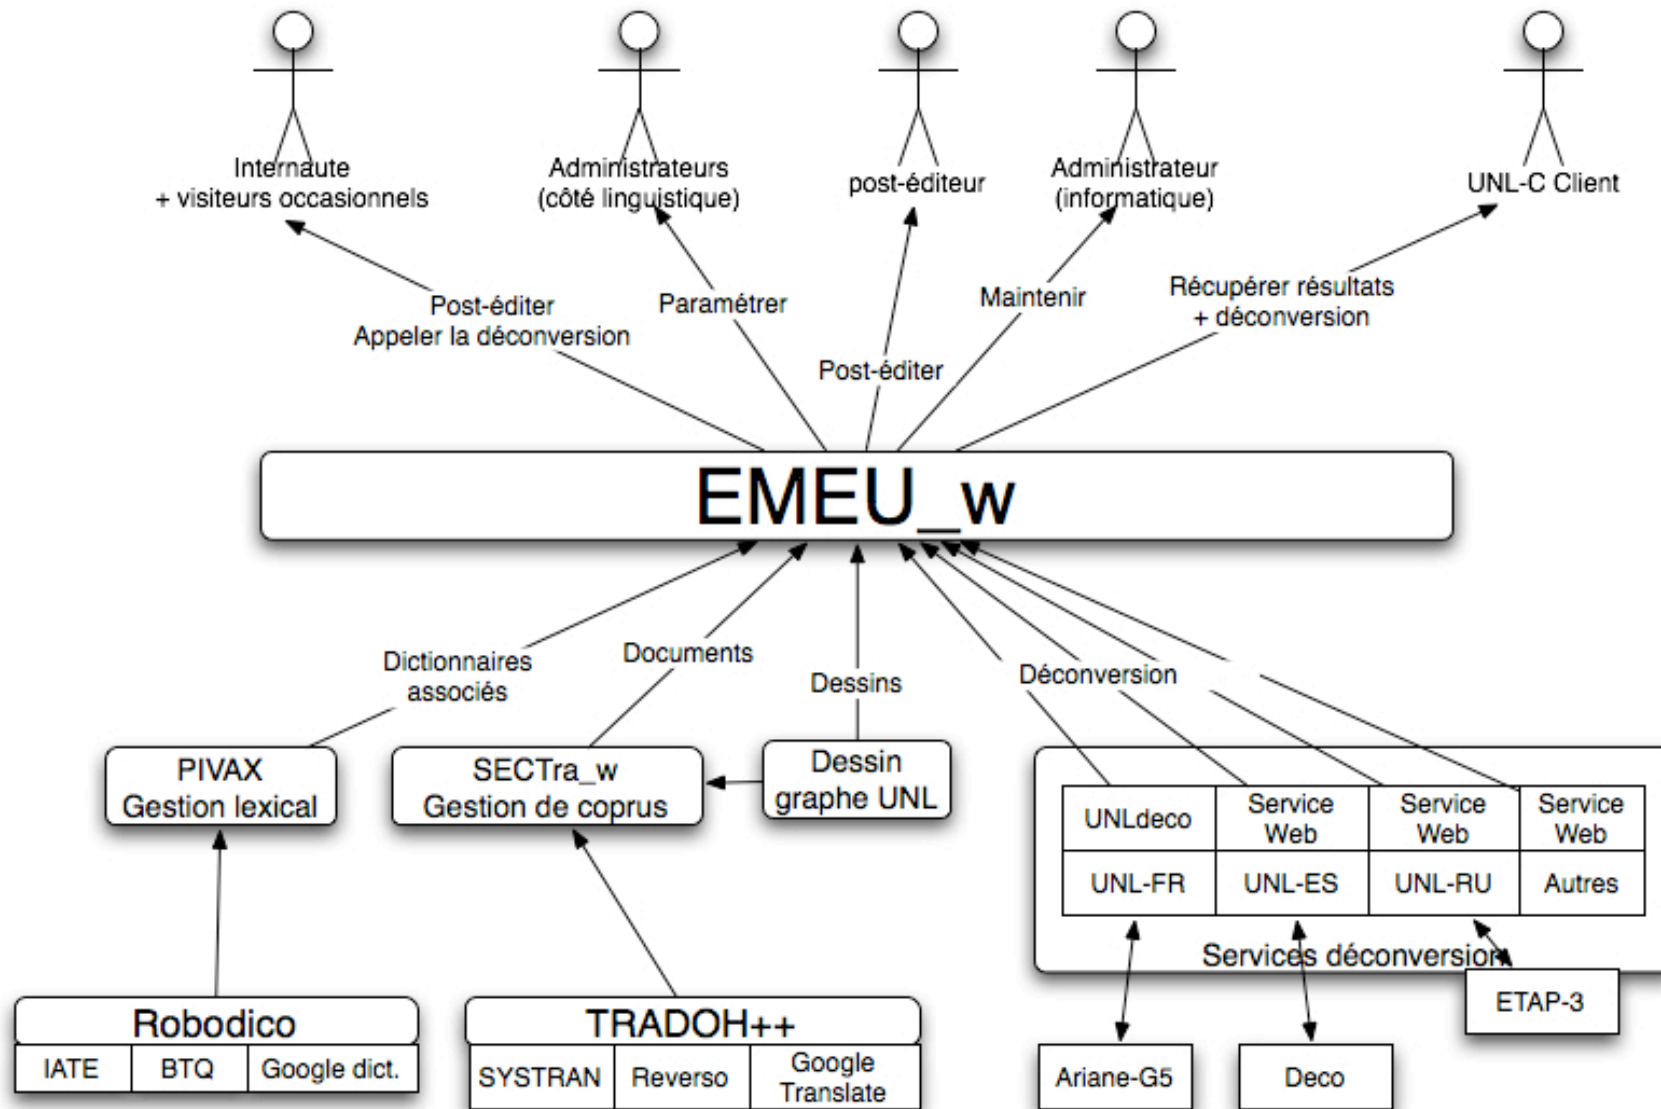 Internaute
+ visiteurs occasionnels
Administrateurs
(côté linguistique)
post-éditeur
Administrateur
(informatique)
UNL-C Client
Post-éditer
Appeler la déconversion
Paramétrer
Post-éditer
Maintenir
Récupérer résultats
+ déconversion
EMEU_w
Dictionnaires
associés
Documents
Dessins
Déconversion
PIVAX
Gestion lexical
SECTra_w
Gestion de coprus
Dessin
graphe UNL
UNLdeco
Service
Web
Service
Web
Service
Web
UNL-FR
UNL-ES
UNL-RU
Autres
Services déconversion
Robodico
IATE
BTQ
Google dict.
TRADOH++
SYSTRAN
Reverso
Google
Translate
Ariane-G5
Deco
ETAP-3